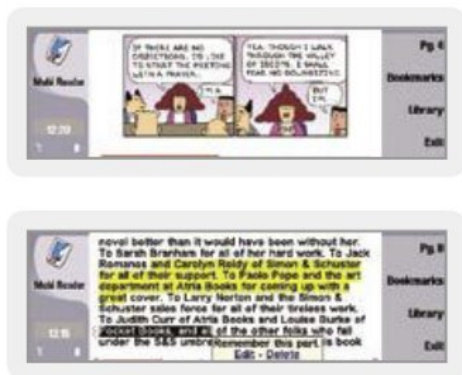 IF THERE ARE NO
OBJECTIONS, I'D LIKE
TO START THE MEETING
WITH A PRAYER.
I'M A
YEA, THOUGH I WALK
THROUGH THE VALLEY
OF IDIOTS, I SHALL
FEAR NO DOWNSIZING.
BUT
I'M
Mobi Reader
12:20
Pg. 6
Bookmarks
Library
Exit
novel better than it would have been without her.
To Sarah Branham for all of her hard work. To Jack
Romanos and Carolyn Reidy of Simon & Schuster
for all of their support. To Paolo Pepe and the art
department at Atria Books for coming up with a
great cover. To Larry Norton and the Simon &
Schuster sales force for all of their tireless work.
To Judith Curr of Atria Books and Louise Burke of
Pocket Books, and all of the other folks who fall
under the S&S umbre
Remember this part.
is book
Edit - Delete
Mobi Reader
12:15
Pg. 8
Bookmarks
Library
Exit